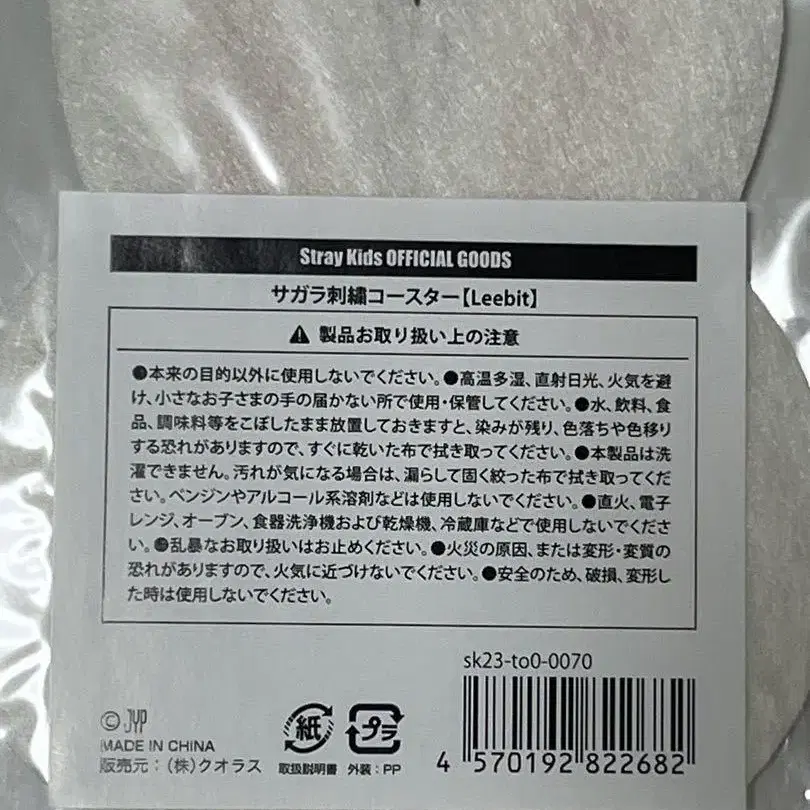 Stray Kids OFFICIAL GOODS
サガラ刺繍コースター【Leebit】
⚠ 製品お取り扱い上の注意
●本来の目的以外に使用しないでください。●高温多湿、直射日光、火気を避
け、小さなお子さまの手の届かない所で使用・保管してください。●水、飲料、食
品、調味料等をこぼしたまま放置しておきますと、染みが残り、色落ちや色移り
する恐れがありますので、すぐに乾いた布で拭き取ってください。●本製品は洗
濯できません。汚れが気になる場合は、濡らして固く絞った布で拭き取ってくだ
さい。ベンジンやアルコール系溶剤などは使用しないでください。●直火、電子
レンジ、オーブン、食器洗浄機および乾燥機、冷蔵庫などで使用しないでくださ
い。●乱暴なお取り扱いはお止めください。●火災の原因、または変形・変質の
恐れがありますので、火気に近づけないでください。●安全のため、破損、変形し
た時は使用しないでください。
sk23-to0-0070
© JYP
MADE IN CHINA
販売元：（株）クオラス
紙
取扱説明書
プラ
外装：PP
4 570192 822682